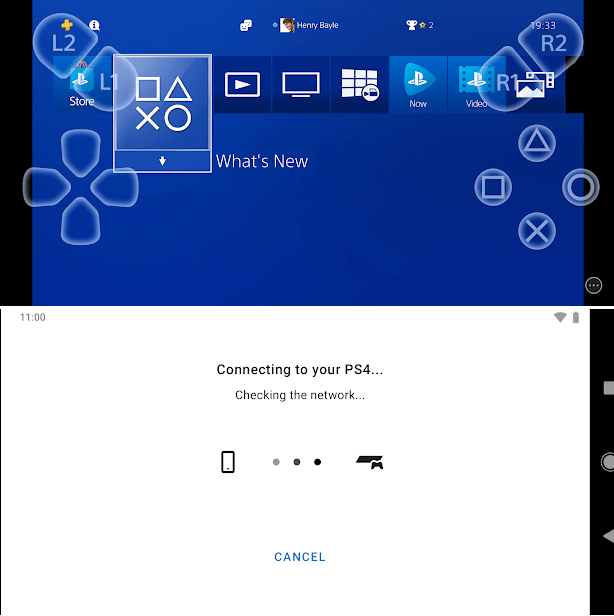 L2
Henry Bayle
2
19:33
R2
L1
R1
Store
Now
Video
What's New
11:00
Connecting to your PS4...
Checking the network...
CANCEL